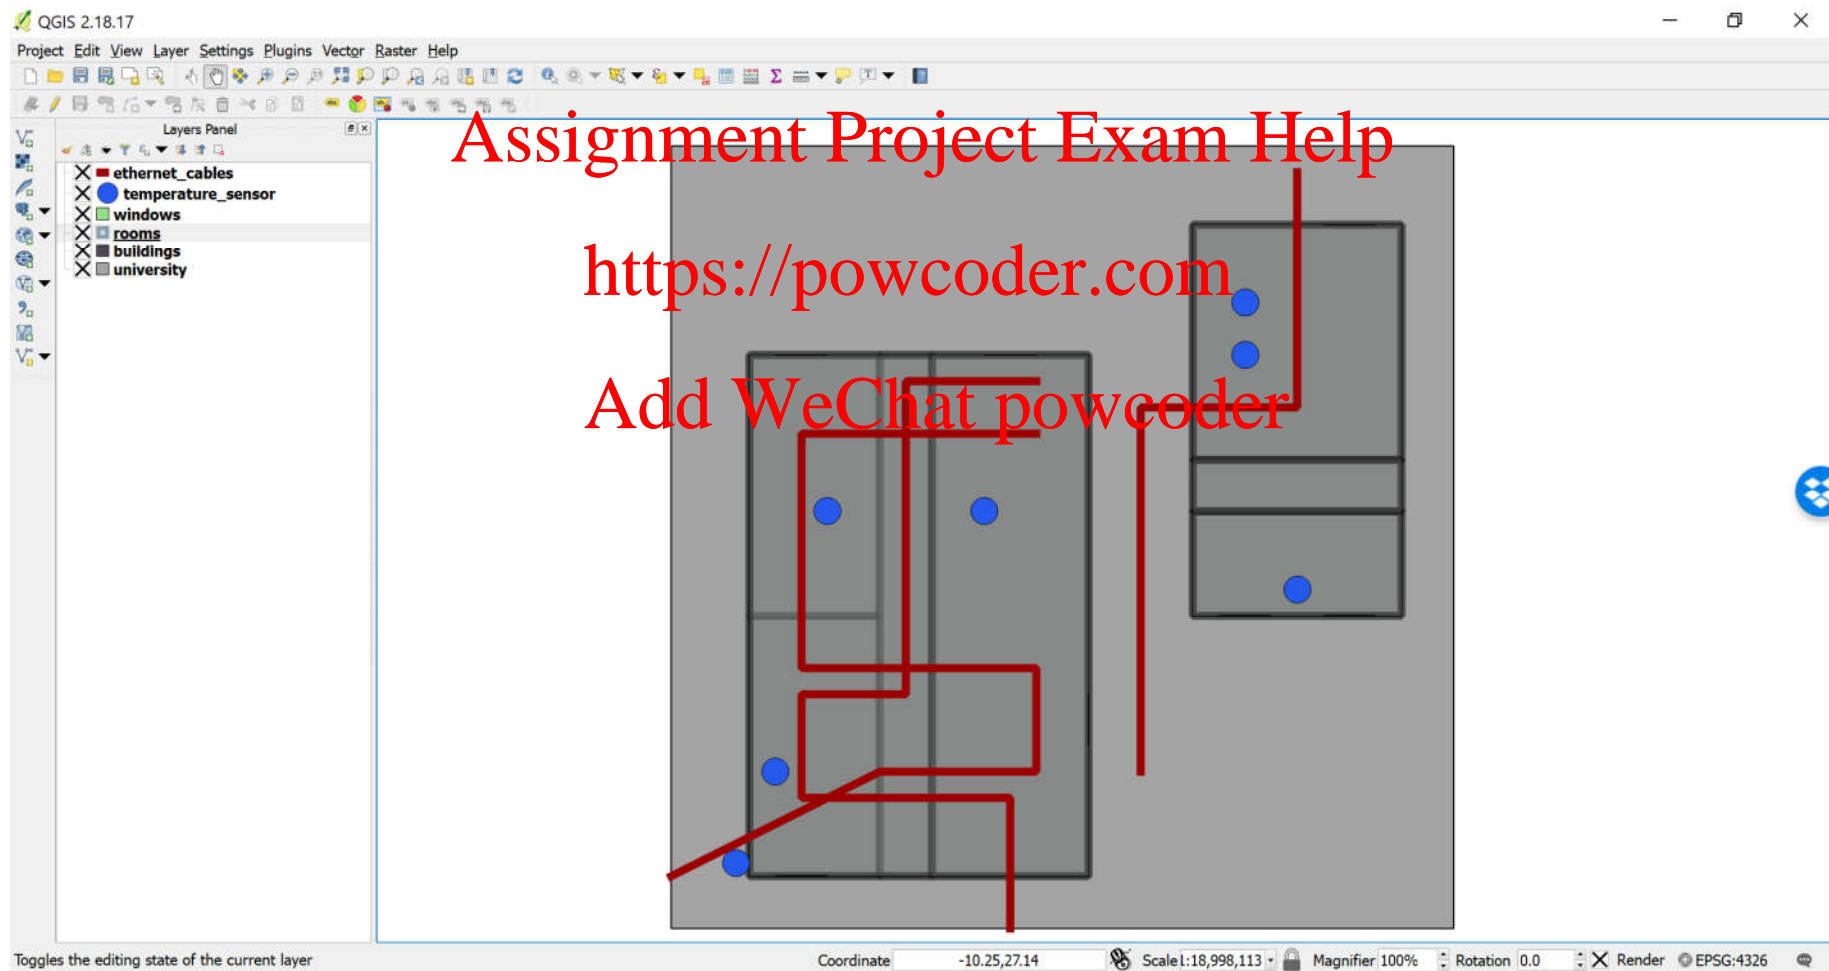 QGIS 2.18.17
Project Edit View Layer Settings Plugins Vector Raster Help
Layers Panel
ethernet_cables
temperature_sensor
windows
rooms
buildings
university
Assignment Project Exam Help
https://powcoder.com
Add WeChat powcoder
Toggles the editing state of the current layer
Coordinate -10.25,27.14 Scale 1:18,998,113 Magnifier 100% Rotation 0.0 Render EPSG:4326